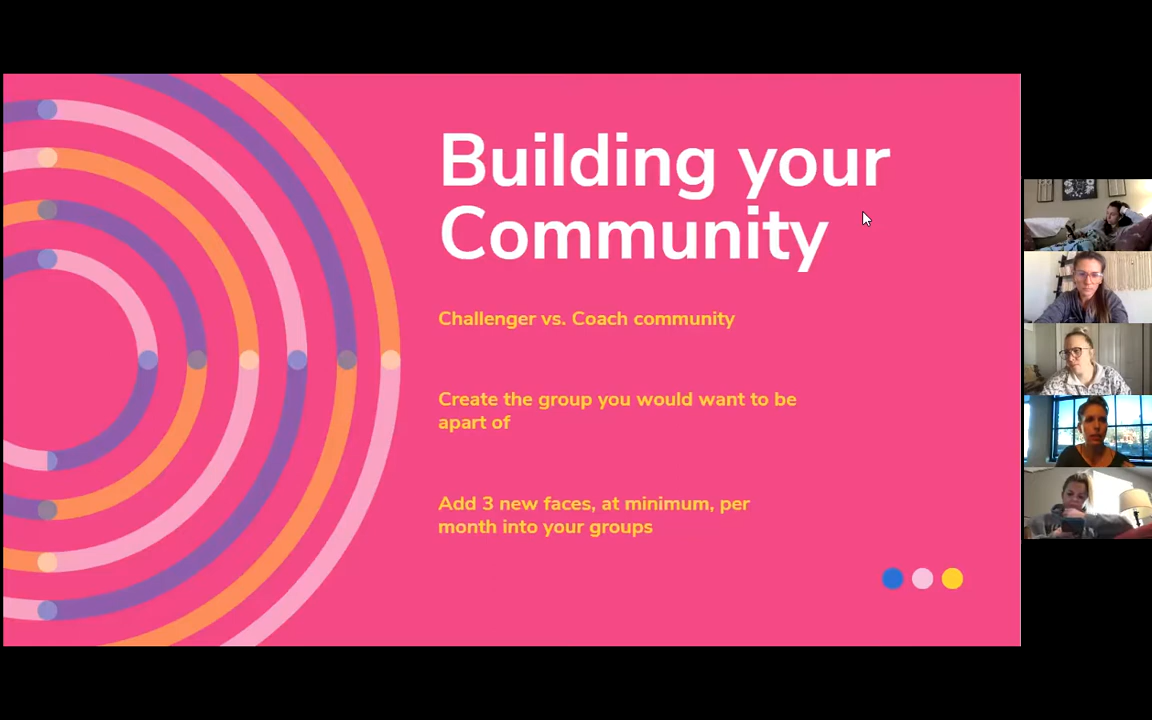 Building your
Community
Challenger vs. Coach community
Create the group you would want to be
apart of
Add 3 new faces, at minimum, per
month into your groups